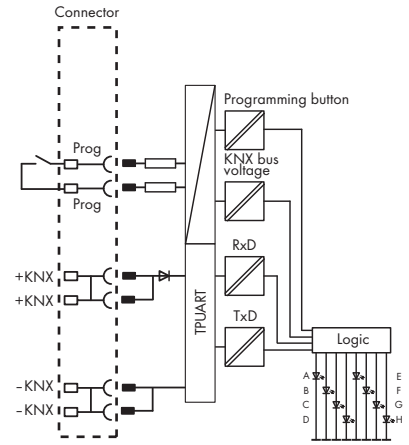 Connector
Programming button
Prog
KNX bus
voltage
Prog
RxD
+KNX
+KNX
TPUART
TxD
Logic
A
E
B
F
C
G
–KNX
D
H
–KNX